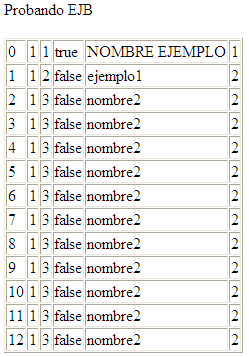 Probando EJB
0 1 1 true NOMBRE EJEMPLO 1
1 1 2 false ejemplo1 2
2 1 3 false nombre2 2
3 1 3 false nombre2 2
4 1 3 false nombre2 2
5 1 3 false nombre2 2
6 1 3 false nombre2 2
7 1 3 false nombre2 2
8 1 3 false nombre2 2
9 1 3 false nombre2 2
10 1 3 false nombre2 2
11 1 3 false nombre2 2
12 1 3 false nombre2 2